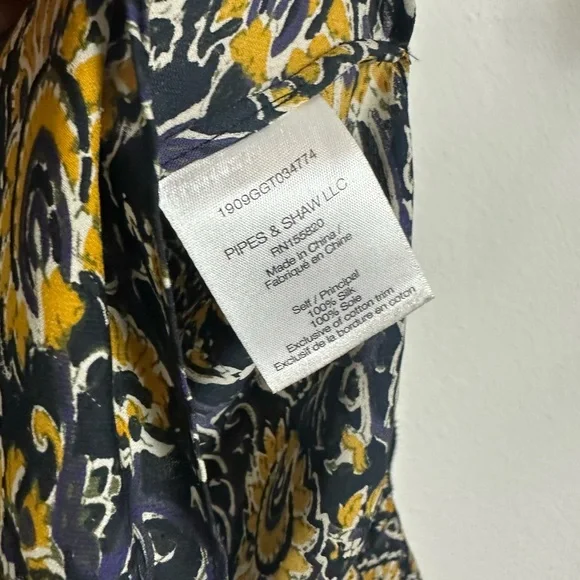 1909GGT034774
PIPES & SHAW LLC
RN155820
Made in China/
Fabriqué en Chine
Self / Principal
100% Silk
100% Soie
Exclusive of cotton trim
Exclusif de la bordure en coton